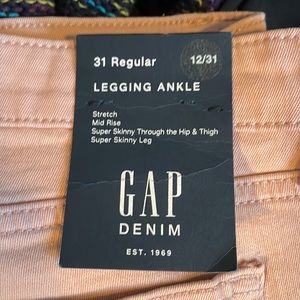 31 Regular
12/31
LEGGING ANKLE
Stretch
Mid Rise
Super Skinny Through the Hip & Thigh
Super Skinny Leg
GAP
DENIM
EST. 1969